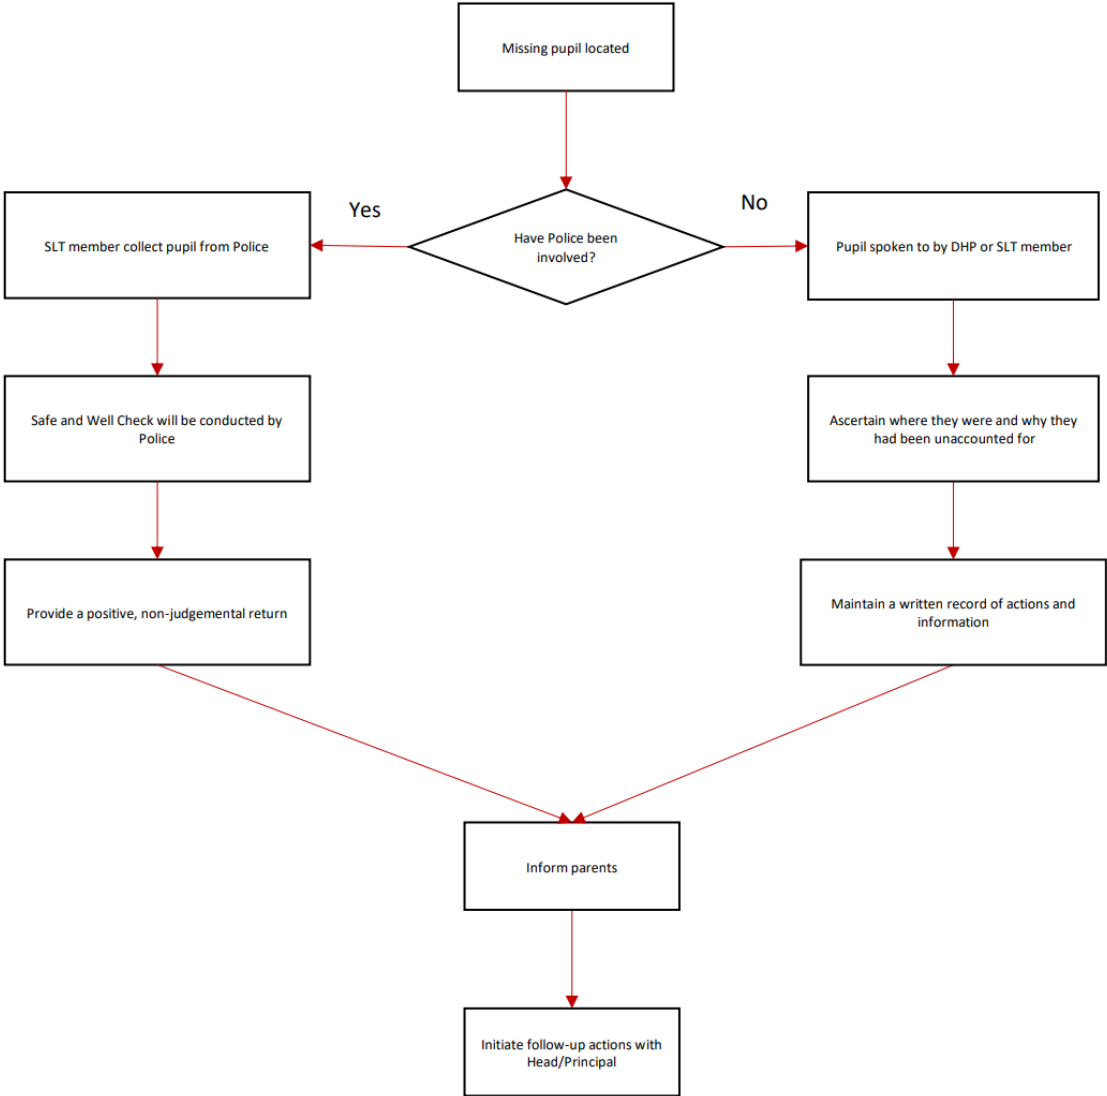 Missing pupil located
Yes
No
Have Police been
involved?
SLT member collect pupil from Police
Pupil spoken to by DHP or SLT member
Safe and Well Check will be conducted by
Police
Ascertain where they were and why they
had been unaccounted for
Provide a positive, non-judgemental return
Maintain a written record of actions and
information
Inform parents
Initiate follow-up actions with
Head/Principal